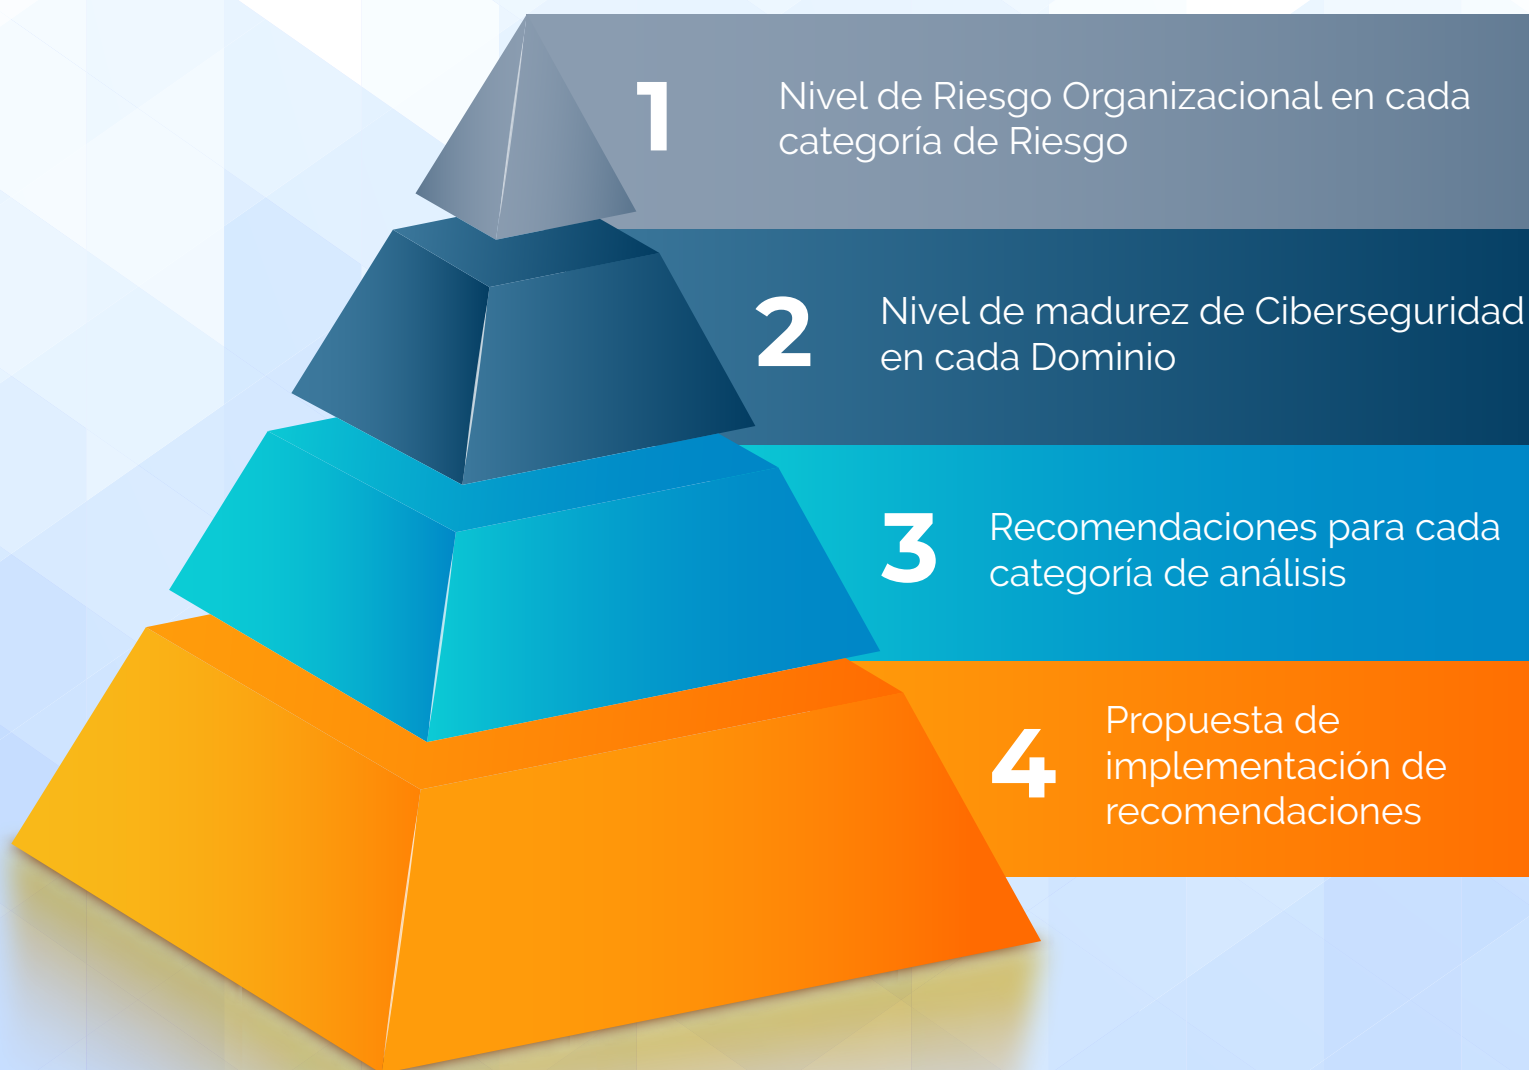 1
Nivel de Riesgo Organizacional en cada
categoría de Riesgo
2
Nivel de madurez de Ciberseguridad
en cada Dominio
3
Recomendaciones para cada
categoría de análisis
4
Propuesta de
implementación de
recomendaciones